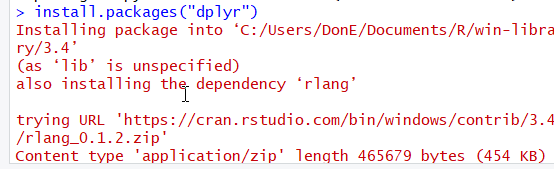 > install.packages("dplyr")
Installing package into ‘C:/Users/DonE/Documents/R/win-libra
ry/3.4’
(as ‘lib’ is unspecified)
also installing the dependency ‘rlang’
trying URL 'https://cran.rstudio.com/bin/windows/contrib/3.4
/rlang_0.1.2.zip'
Content type 'application/zip' length 465679 bytes (454 KB)